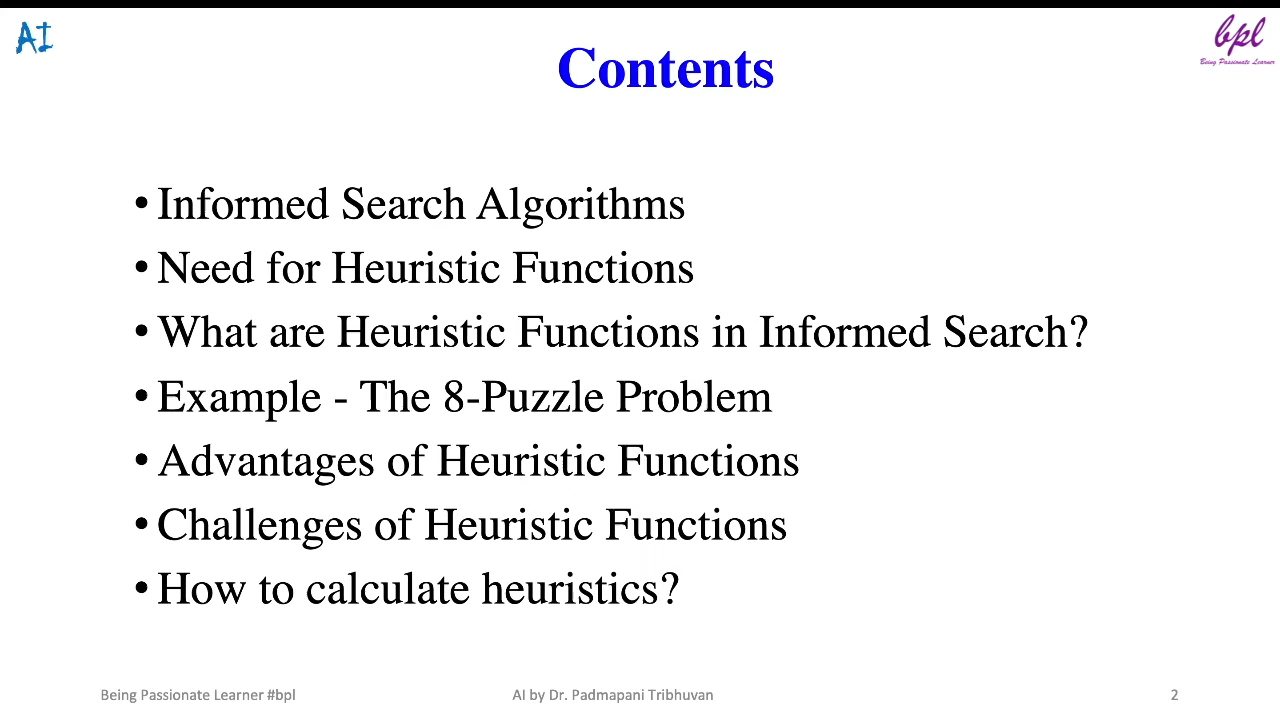 AI
bpl
Being Passionate Learner
Contents
• Informed Search Algorithms
• Need for Heuristic Functions
• What are Heuristic Functions in Informed Search?
• Example - The 8-Puzzle Problem
• Advantages of Heuristic Functions
• Challenges of Heuristic Functions
• How to calculate heuristics?
Being Passionate Learner #bpl
AI by Dr. Padmapani Tribhuvan
2